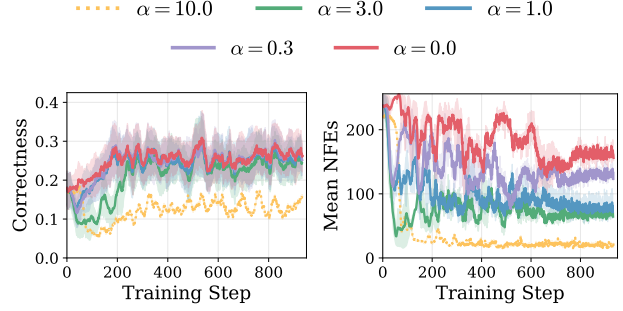 α = 10.0 α = 3.0 α = 1.0
α = 0.3 α = 0.0
Correctness
0.4
0.3
0.2
0.1
0.0
0 200 400 600 800
Training Step
Mean NFEs
200
100
0
0 200 400 600 800
Training Step